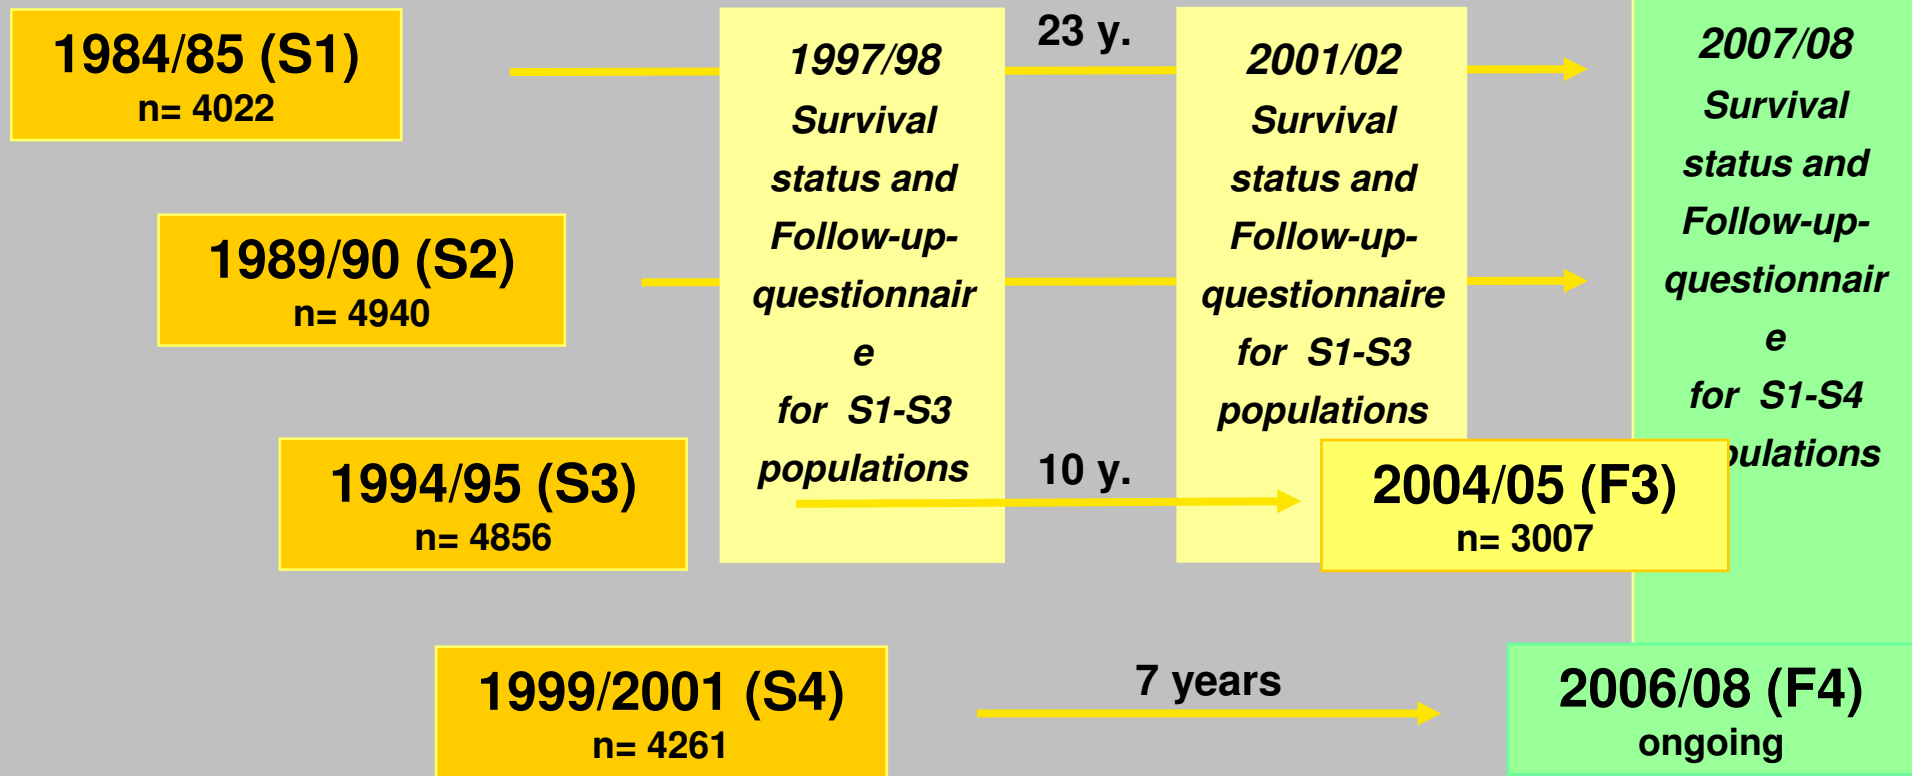 1984/85 (S1)
n= 4022
1989/90 (S2)
n= 4940
1994/95 (S3)
n= 4856
1999/2001 (S4)
n= 4261
1997/98
Survival
status and
Follow-up-
questionnair
e
for S1-S3
populations
23 y.
10 y.
7 years
2001/02
Survival
status and
Follow-up-
questionnaire
for S1-S3
populations
2004/05 (F3)
n= 3007
2007/08
Survival
status and
Follow-up-
questionnair
e
for S1-S4
pulations
2006/08 (F4)
ongoing